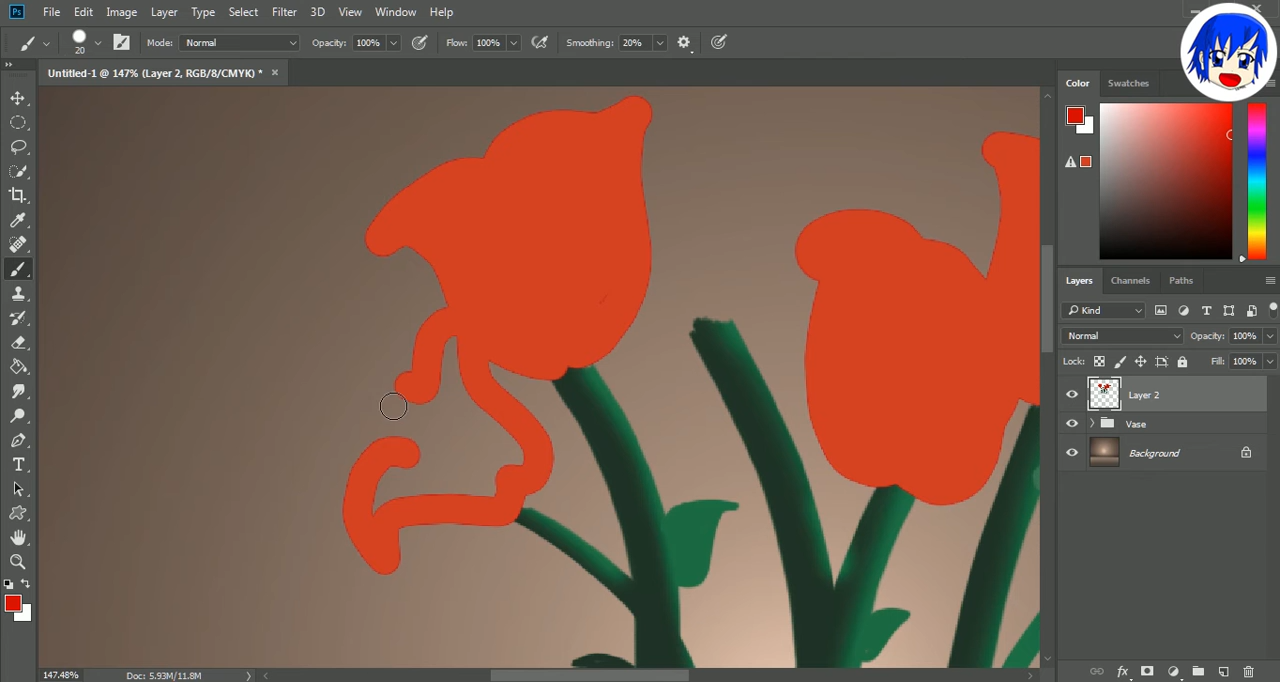 Ps File Edit Image Layer Type Select Filter 3D View Window Help
20 Mode: Normal Opacity: 100% Flow: 100% Smoothing: 20%
Untitled-1 @ 147% (Layer 2, RGB/8/CMYK) * ×
Color Swatches
Layers Channels Paths
Kind
Normal Opacity: 100%
Lock: Fill: 100%
Layer 2
Vase
Background
fx
147.48% Doc: 5.93M/11.8M